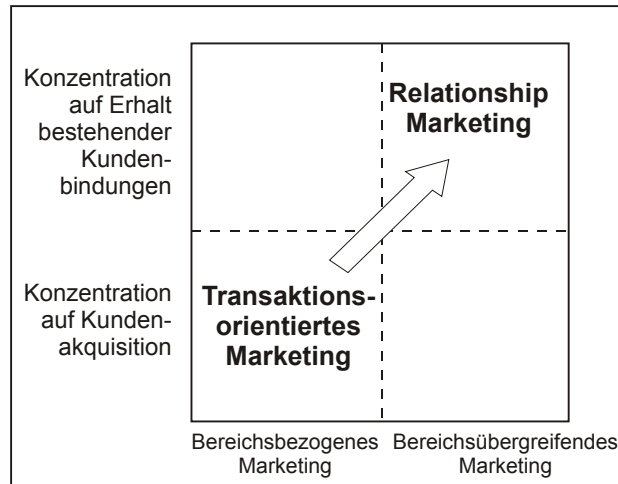 Konzentration
auf Erhalt
bestehender
Kunden-
bindungen
Relationship
Marketing
Konzentration
auf Kunden-
akquisition
Transaktions-
orientiertes
Marketing
Bereichsbezogenes
Marketing
Bereichsübergreifendes
Marketing